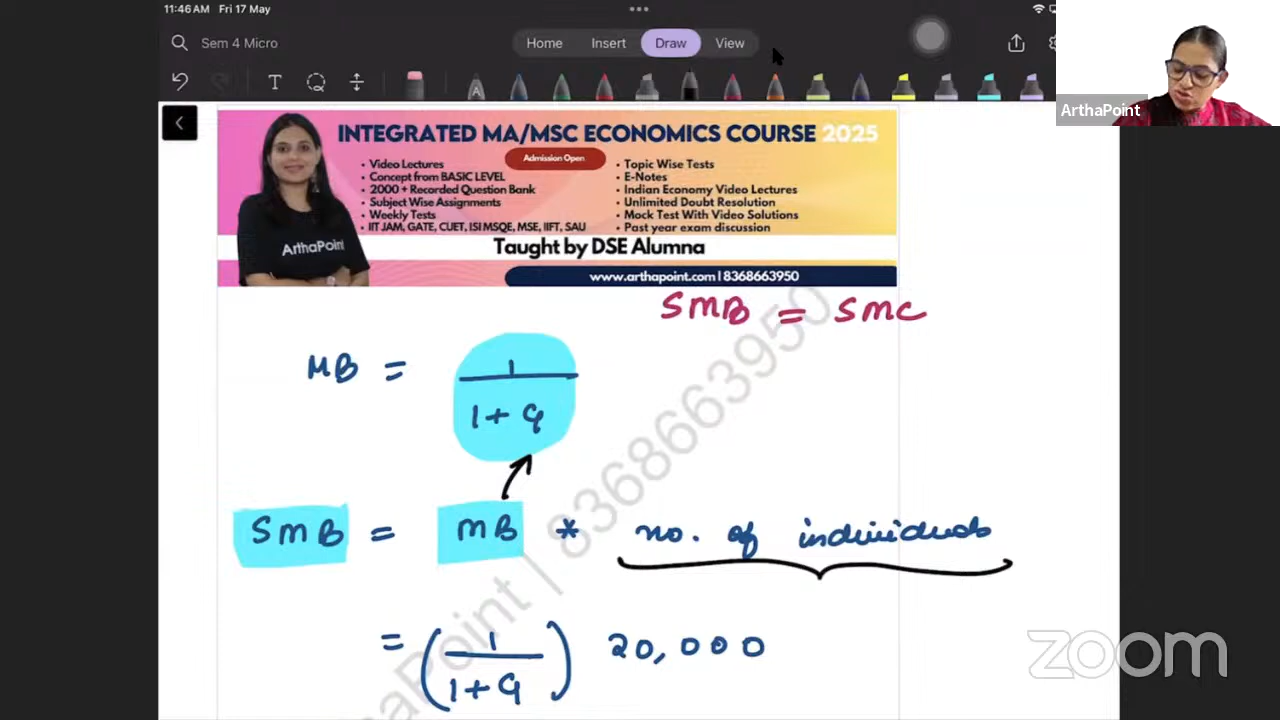 11:46AM Fri 17 May
Sem 4 Micro
Home Insert Draw View
ArthaPoint
INTEGRATED MA/MSC ECONOMICS COURSE 2025
Admission Open
• Video Lectures
• Concept from BASIC LEVEL
• 2000 + Recorded Question Bank
• Subject Wise Assignments
• Weekly Tests
• IIT JAM, GATE, CUET, ISI MSQE, MSE, IIFT, SAU
• Topic Wise Tests
• E-Notes
• Indian Economy Video Lectures
• Unlimited Doubt Resolution
• Mock Test With Video Solutions
• Past year exam discussion
ArthaPoint
Taught by DSE Alumna
www.arthapoint.com | 8368663950
SMB = SMC
MB = 1
1 + G
SMB = MB * no. of individuals
= ( 1 ) 20,000
1 + G
haPoint | 8368663950
zoom